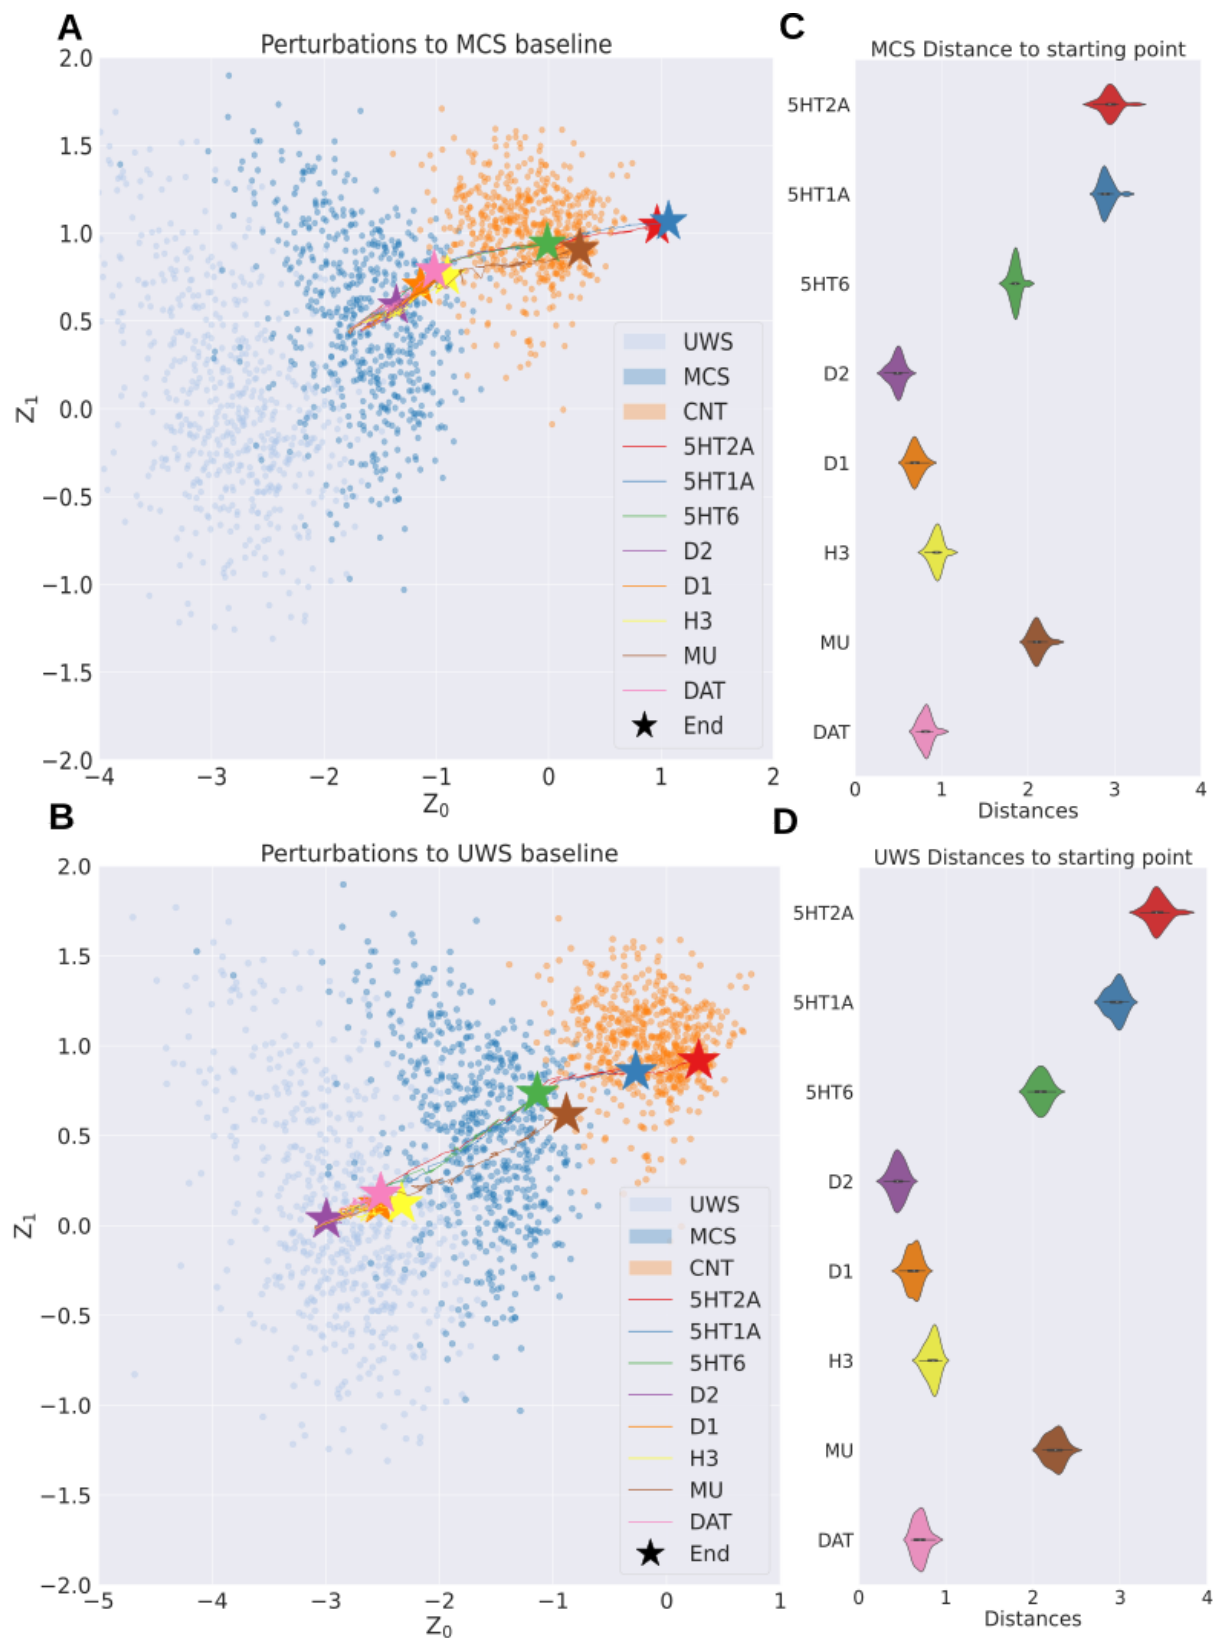 A
Perturbations to MCS baseline
2.0
1.5
1.0
0.5
0.0
−0.5
−1.0
−1.5
−2.0
Z1
−4
−3
−2
−1
0
1
2
Z0
UWS
MCS
CNT
5HT2A
5HT1A
5HT6
D2
D1
H3
MU
DAT
End
C
MCS Distance to starting point
5HT2A
5HT1A
5HT6
D2
D1
H3
MU
DAT
0
1
2
3
4
Distances
B
Perturbations to UWS baseline
2.0
1.5
1.0
0.5
0.0
−0.5
−1.0
−1.5
−2.0
Z1
−5
−4
−3
−2
−1
0
1
Z0
UWS
MCS
CNT
5HT2A
5HT1A
5HT6
D2
D1
H3
MU
DAT
End
D
UWS Distances to starting point
5HT2A
5HT1A
5HT6
D2
D1
H3
MU
DAT
0
1
2
3
4
Distances